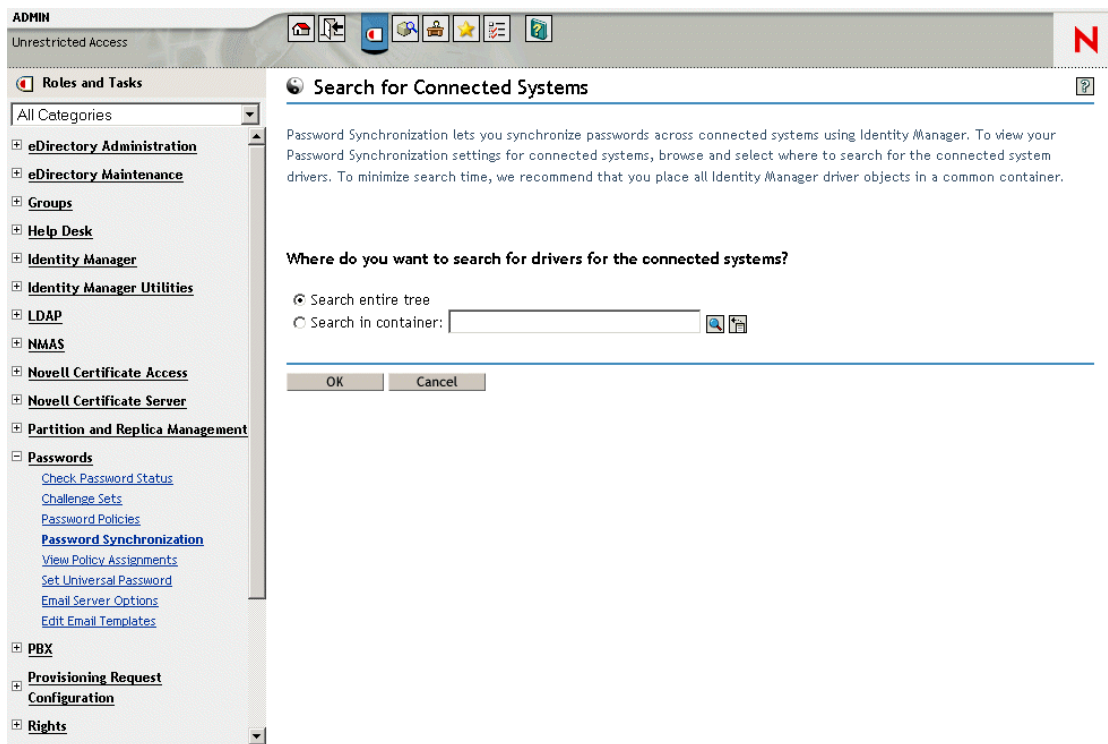 ADMIN
Unrestricted Access
N
Roles and Tasks
All Categories
eDirectory Administration
eDirectory Maintenance
Groups
Help Desk
Identity Manager
Identity Manager Utilities
LDAP
NMAS
Novell Certificate Access
Novell Certificate Server
Partition and Replica Management
Passwords
Check Password Status
Challenge Sets
Password Policies
Password Synchronization
View Policy Assignments
Set Universal Password
Email Server Options
Edit Email Templates
PBX
Provisioning Request
Configuration
Rights
Search for Connected Systems
?
Password Synchronization lets you synchronize passwords across connected systems using Identity Manager. To view your
Password Synchronization settings for connected systems, browse and select where to search for the connected system
drivers. To minimize search time, we recommend that you place all Identity Manager driver objects in a common container.
Where do you want to search for drivers for the connected systems?
Search entire tree
Search in container:
OK
Cancel